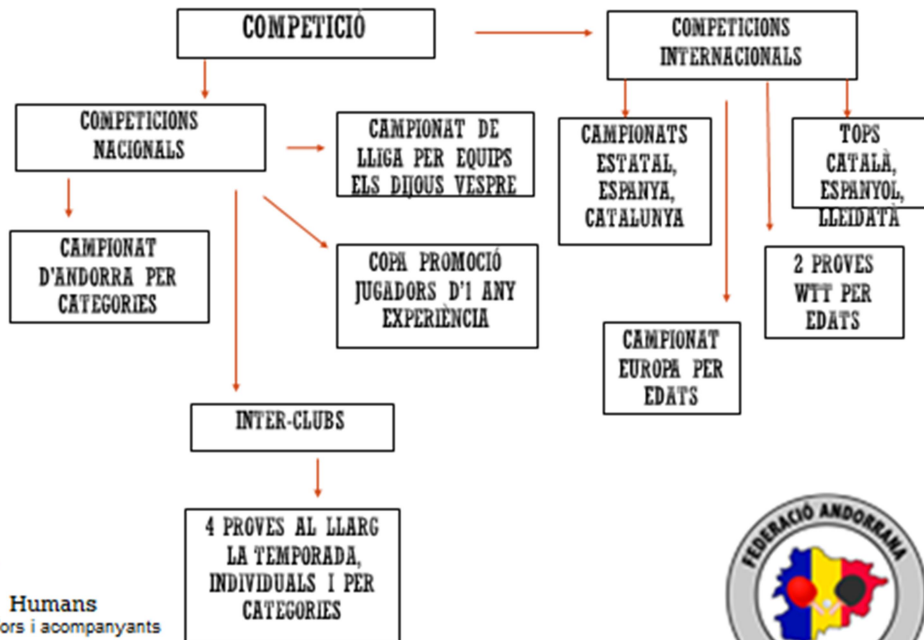 COMPETICIÓ
COMPETICIONS
INTERNACIONALS
COMPETICIONS
NACIONALS
CAMPIONAT DE
LLIGA PER EQUIPS
ELS DIJOUS VESPRE
CAMPIONATS
ESTATAL,
ESPANYA,
CATALUNYA
TOPS
CATALÀ,
ESPANYOL,
LLEIDATÀ
CAMPIONAT
D'ANDORRA PER
CATEGORIES
COPA PROMOCIÓ
JUGADORS D'1 ANY
EXPERIÈNCIA
2 PROVES
WTT PER
EDATS
CAMPIONAT
EUROPA PER
EDATS
INTER-CLUBS
4 PROVES AL LLARG
LA TEMPORADA,
INDIVIDUALS I PER
CATEGORIES
Humans
ors i acompanyants
FEDERACIÓ ANDORRANA